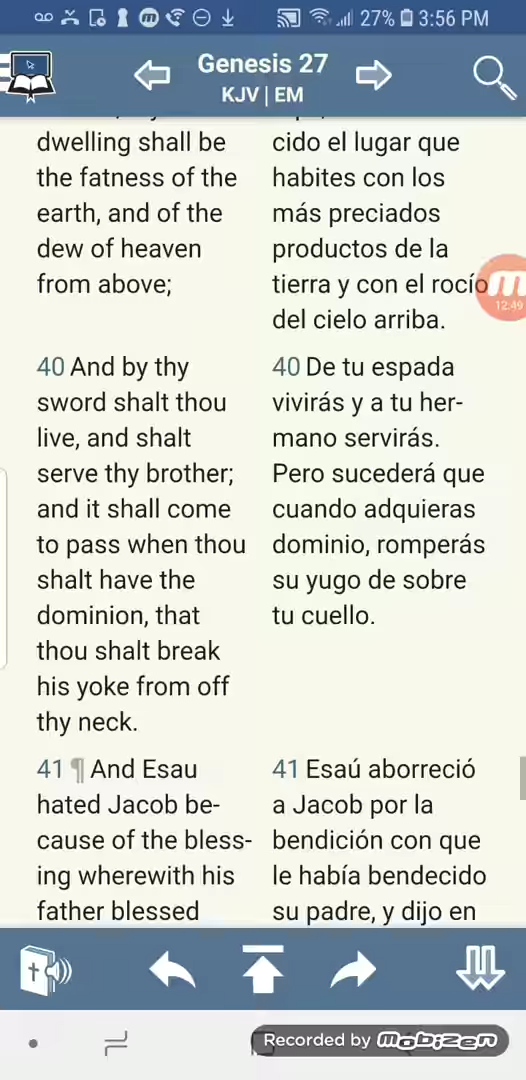 27% 3:56 PM
Genesis 27
KJV | EM
dwelling shall be
the fatness of the
earth, and of the
dew of heaven
from above;
cido el lugar que
habites con los
más preciados
productos de la
tierra y con el rocío
del cielo arriba.
12:49
40 And by thy
sword shalt thou
live, and shalt
serve thy brother;
and it shall come
to pass when thou
shalt have the
dominion, that
thou shalt break
his yoke from off
thy neck.
40 De tu espada
vivirás y a tu her-
mano servirás.
Pero sucederá que
cuando adquieras
dominio, romperás
su yugo de sobre
tu cuello.
41 ¶ And Esau
hated Jacob be-
cause of the bless-
ing wherewith his
father blessed
41 Esaú aborreció
a Jacob por la
bendición con que
le había bendecido
su padre, y dijo en
Recorded by Mobizen